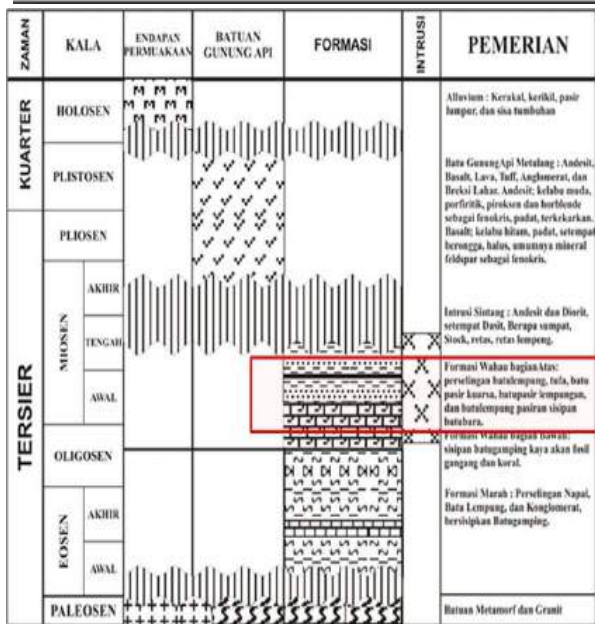 ZAMAN
KALA
ENDAPAN
PERMUAKAAN
BATUAN
GUNUNG API
FORMASI
INTRUSI
PEMERIAN
KUARTER
HOLOSEN
PLISTOSEN
TERSIER
PLIOSEN
MIOSEN
AKHIR
TENGAH
AWAL
OLIGOSEN
EOSEN
AKHIR
AWAL
PALEOSEN
Alluvium : Kerakal, kerikil, pasir
lumpur, dan sisa tumbuhan
Batu GunungApi Metulang : Andesit,
Basalt, Lava, Tuff, Anglomerat, dan
Breksi Lahar. Andesit; kelabu muda,
porfiritik, piroksen dan horblende
sebagai fenokris, padat, terkekarkan.
Basalt; kelabu hitam, padat, setempat
berongga, halus, umumnya mineral
feldspar sebagai fenokris.
Intrusi Sintang : Andesit dan Diorit,
setempat Dasit, Berupa sumpat,
Stock, retas, retas lempeng.
Formasi Wahau bagianAtas:
perselingan batulempung, tufa, batu
pasir kuarsa, batupasir lempungan,
dan batulempung pasiran sisipan
batubara.
Formasi Wahau bagian Bawah:
sisipan batugamping kaya akan fosil
ganggang dan koral.
Formasi Marah : Perselingan Napal,
Batu Lempung, dan Konglomerat,
bersisipkan Batugamping.
Batuan Metamorf dan Granit